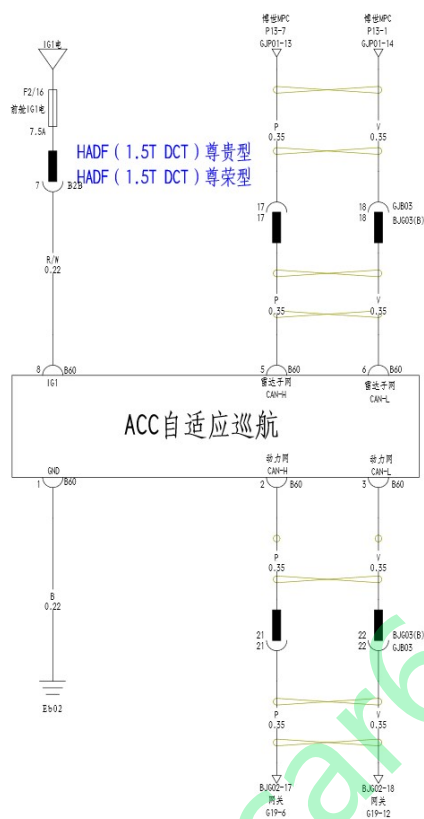 IG1电
博世MPC
P13-7
GJP01-13
博世MPC
P13-1
GJP01-14
F2/16
前舱IG1电
7.5A
P
0.35
V
0.35
HADF（1.5T DCT）尊贵型
HADF（1.5T DCT）尊荣型
7 B2B
17
17
18
18
GJB03
BJG03(B)
R/W
0.22
P
0.35
V
0.35
8 B60
5 B60
6 B60
IG1
雷达子网
CAN-H
雷达子网
CAN-L
ACC自适应巡航
GND
动力网
CAN-H
动力网
CAN-L
1 B60
2 B60
3 B60
P
0.35
V
0.35
B
0.22
21
21
22
22
BJG03(B)
GJB03
Eb02
P
0.35
V
0.35
BJG02-17
网关
G19-6
BJG02-18
网关
G19-12
car6